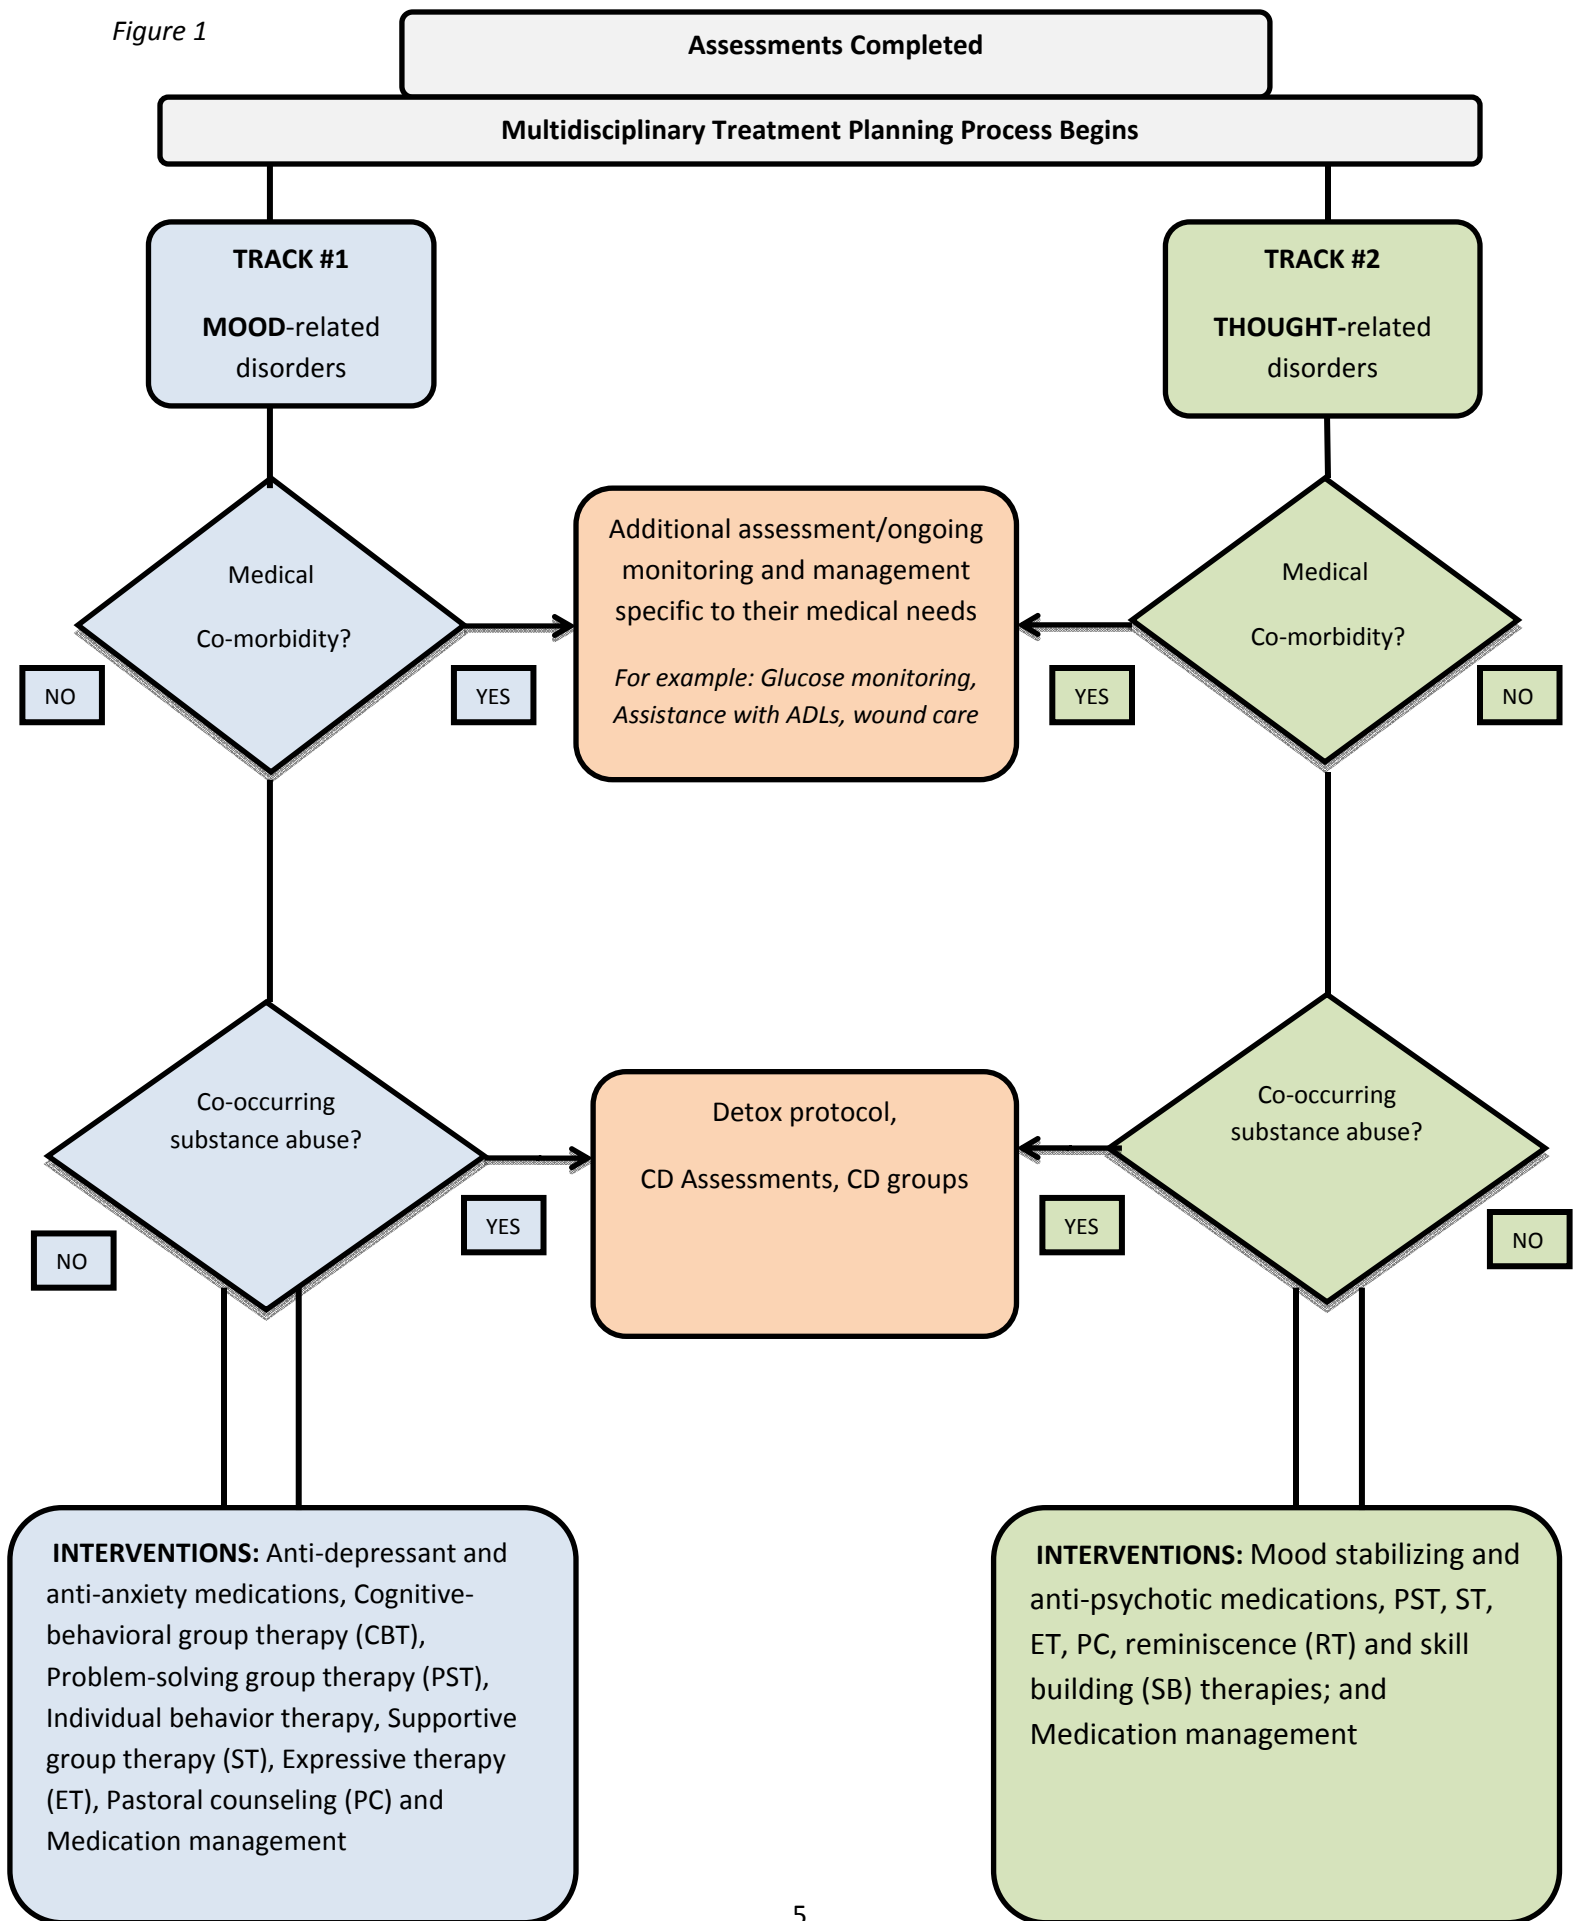 Figure 1
Assessments Completed
Multidisciplinary Treatment Planning Process Begins
TRACK #1
MOOD-related
disorders
TRACK #2
THOUGHT-related
disorders
Medical
Co-morbidity?
NO
YES
Additional assessment/ongoing
monitoring and management
specific to their medical needs
For example: Glucose monitoring,
Assistance with ADLs, wound care
Medical
Co-morbidity?
YES
NO
Co-occurring
substance abuse?
NO
YES
Detox protocol,
CD Assessments, CD groups
Co-occurring
substance abuse?
YES
NO
INTERVENTIONS: Anti-depressant and
anti-anxiety medications, Cognitive-
behavioral group therapy (CBT),
Problem-solving group therapy (PST),
Individual behavior therapy, Supportive
group therapy (ST), Expressive therapy
(ET), Pastoral counseling (PC) and
Medication management
INTERVENTIONS: Mood stabilizing and
anti-psychotic medications, PST, ST,
ET, PC, reminiscence (RT) and skill
building (SB) therapies; and
Medication management
5